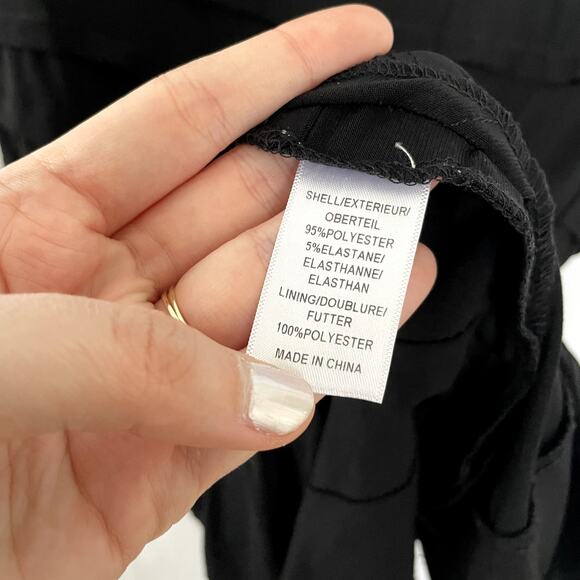 SHELL/EXTERIEUR/
OBERTEIL
95%POLYESTER
5%ELASTANE/
ELASTHANNE/
ELASTHAN
LINING/DOUBLURE/
FUTTER
100%POLYESTER
MADE IN CHINA